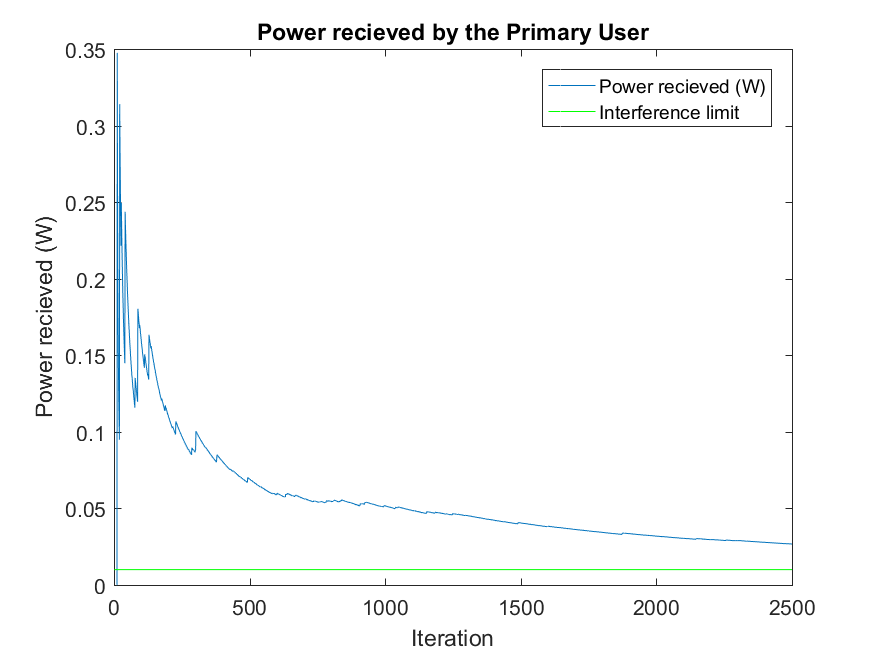 Power recieved by the Primary User
Power recieved (W)
Interference limit
Power recieved (W)
0.35
0.3
0.25
0.2
0.15
0.1
0.05
0
0 500 1000 1500 2000 2500
Iteration